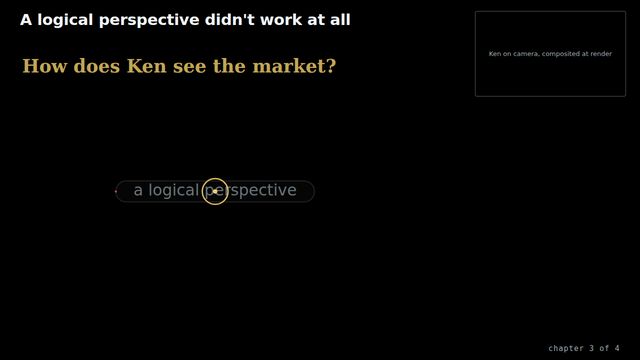 A logical perspective didn't work at all
How does Ken see the market?
Ken on camera, composited at render
a logical perspective
chapter 3 of 4